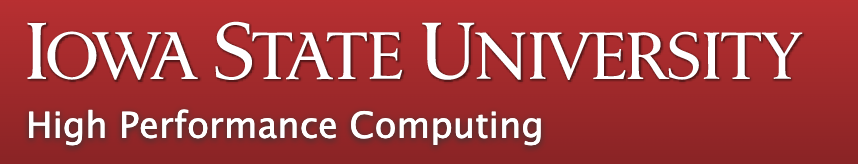 IOWA STATE UNIVERSITY
High Performance Computing